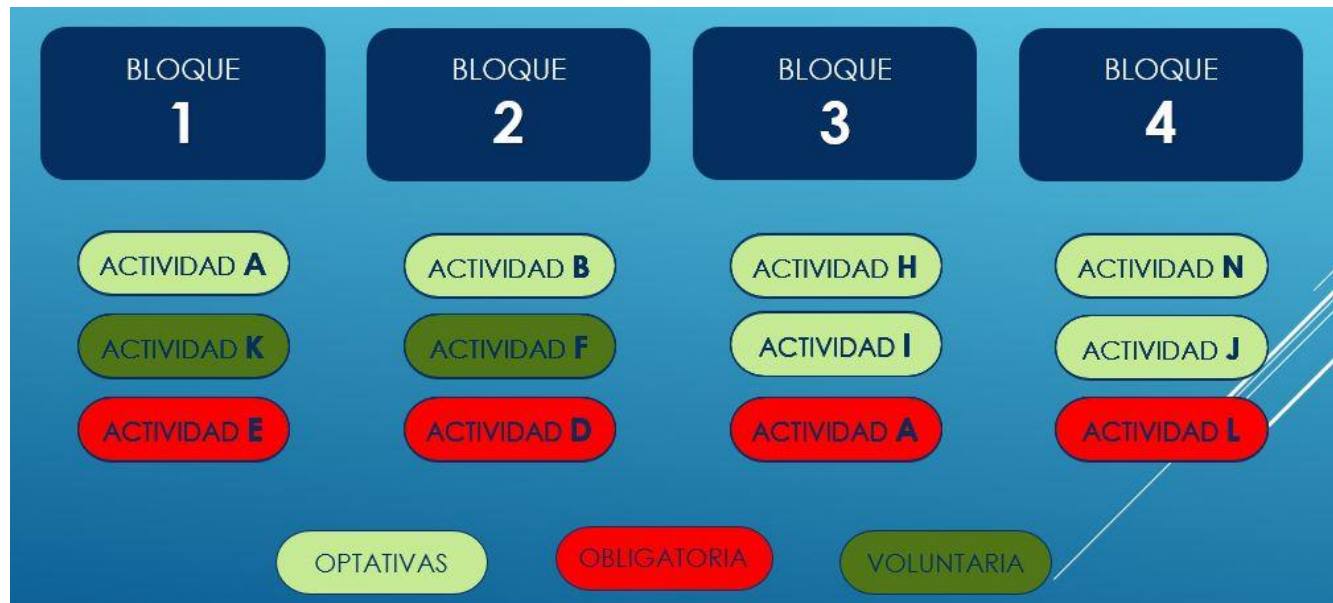 BLOQUE
1
BLOQUE
2
BLOQUE
3
BLOQUE
4
ACTIVIDAD A
ACTIVIDAD B
ACTIVIDAD H
ACTIVIDAD N
ACTIVIDAD K
ACTIVIDAD F
ACTIVIDAD I
ACTIVIDAD J
ACTIVIDAD E
ACTIVIDAD D
ACTIVIDAD A
ACTIVIDAD L
OPTATIVAS
OBLIGATORIA
VOLUNTARIA